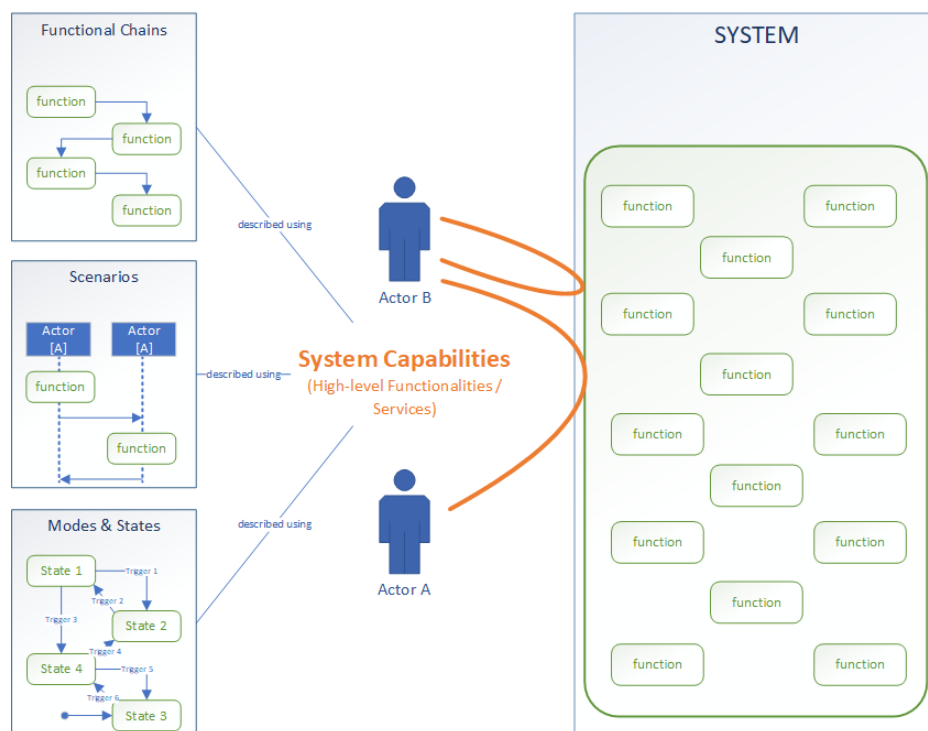 Functional Chains
function
function
function
function
described using
Scenarios
Actor
[A]
Actor
[A]
function
function
described using
Modes & States
State 1
Trigger 1
Trigger 2
Trigger 3
State 2
Trigger 4
State 4
Trigger 5
Trigger 6
State 3
described using
Actor B
System Capabilities
(High-level Functionalities /
Services)
Actor A
SYSTEM
function
function
function
function
function
function
function
function
function
function
function
function
function
function